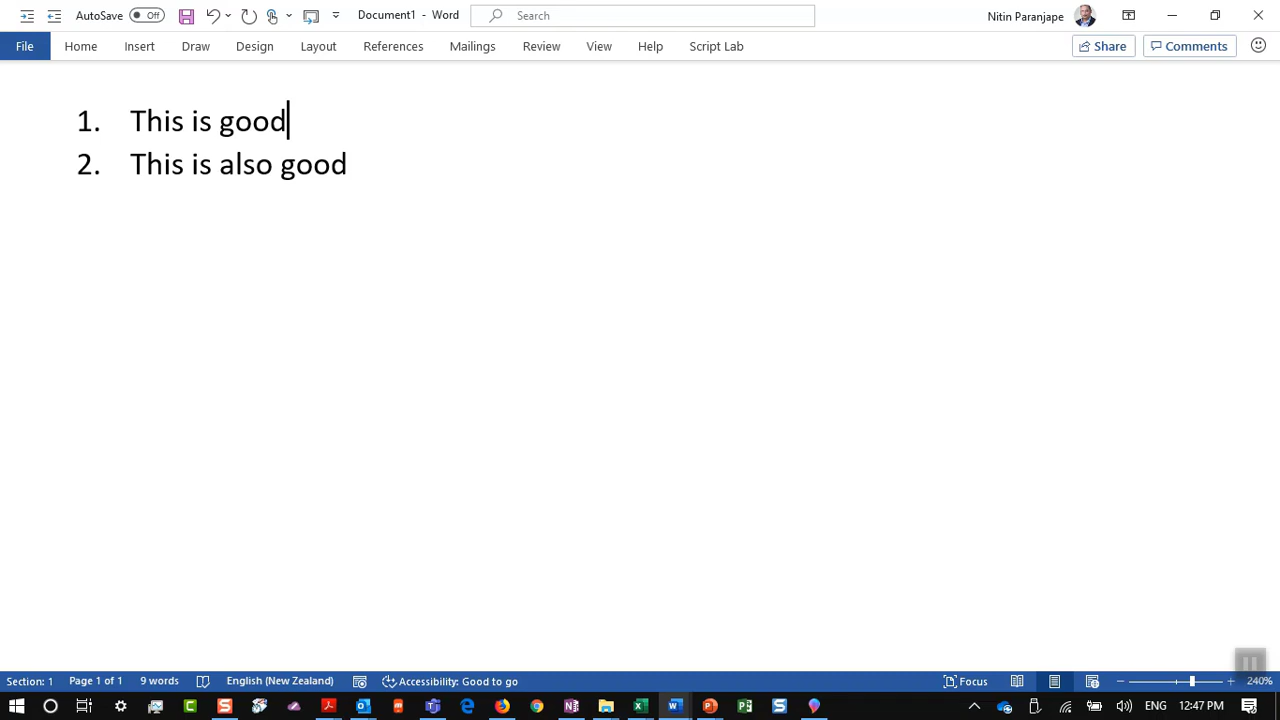 AutoSave Off Document1 - Word Search Nitin Paranjape
File Home Insert Draw Design Layout References Mailings Review View Help Script Lab Share Comments
1. This is good
2. This is also good
Section: 1 Page 1 of 1 9 words English (New Zealand) Accessibility: Good to go Focus 240%
ENG 12:47 PM